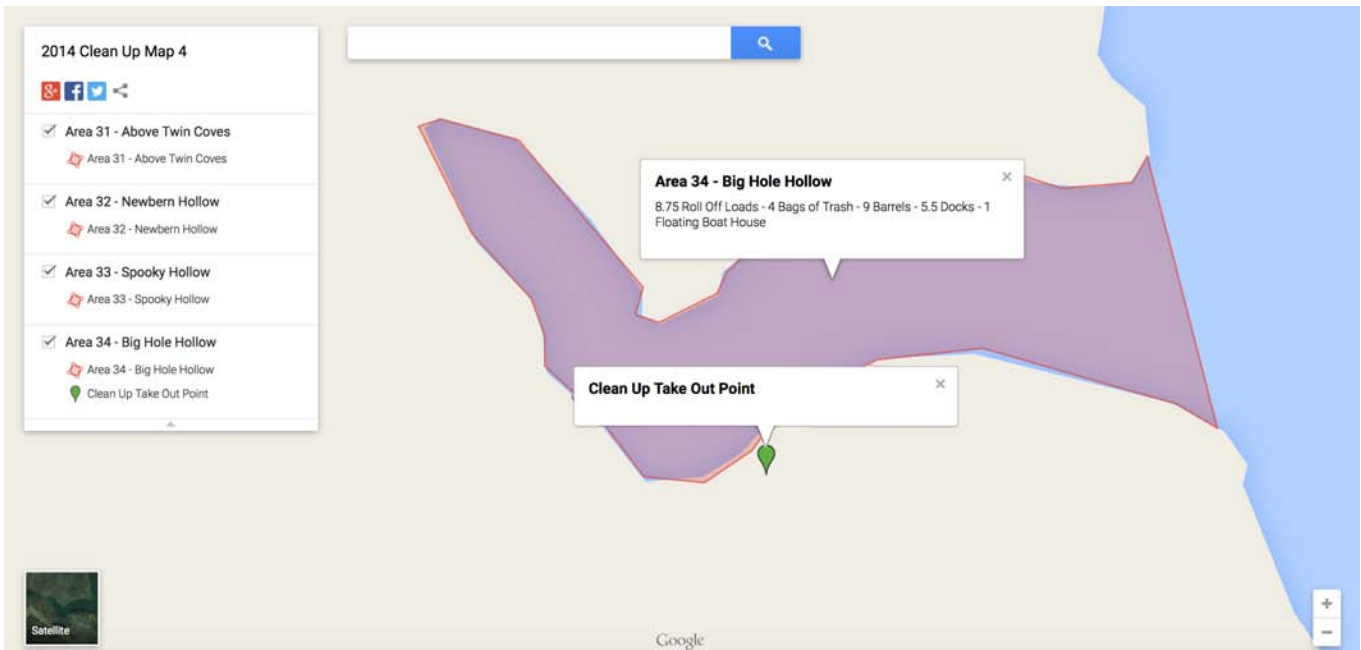 2014 Clean Up Map 4
Area 31 - Above Twin Coves
Area 31 - Above Twin Coves
Area 32 - Newbern Hollow
Area 32 - Newbern Hollow
Area 33 - Spooky Hollow
Area 33 - Spooky Hollow
Area 34 - Big Hole Hollow
Area 34 - Big Hole Hollow
Clean Up Take Out Point
Area 34 - Big Hole Hollow
8.75 Roll Off Loads - 4 Bags of Trash - 9 Barrels - 5.5 Docks - 1
Floating Boat House
Clean Up Take Out Point
Satellite
Google